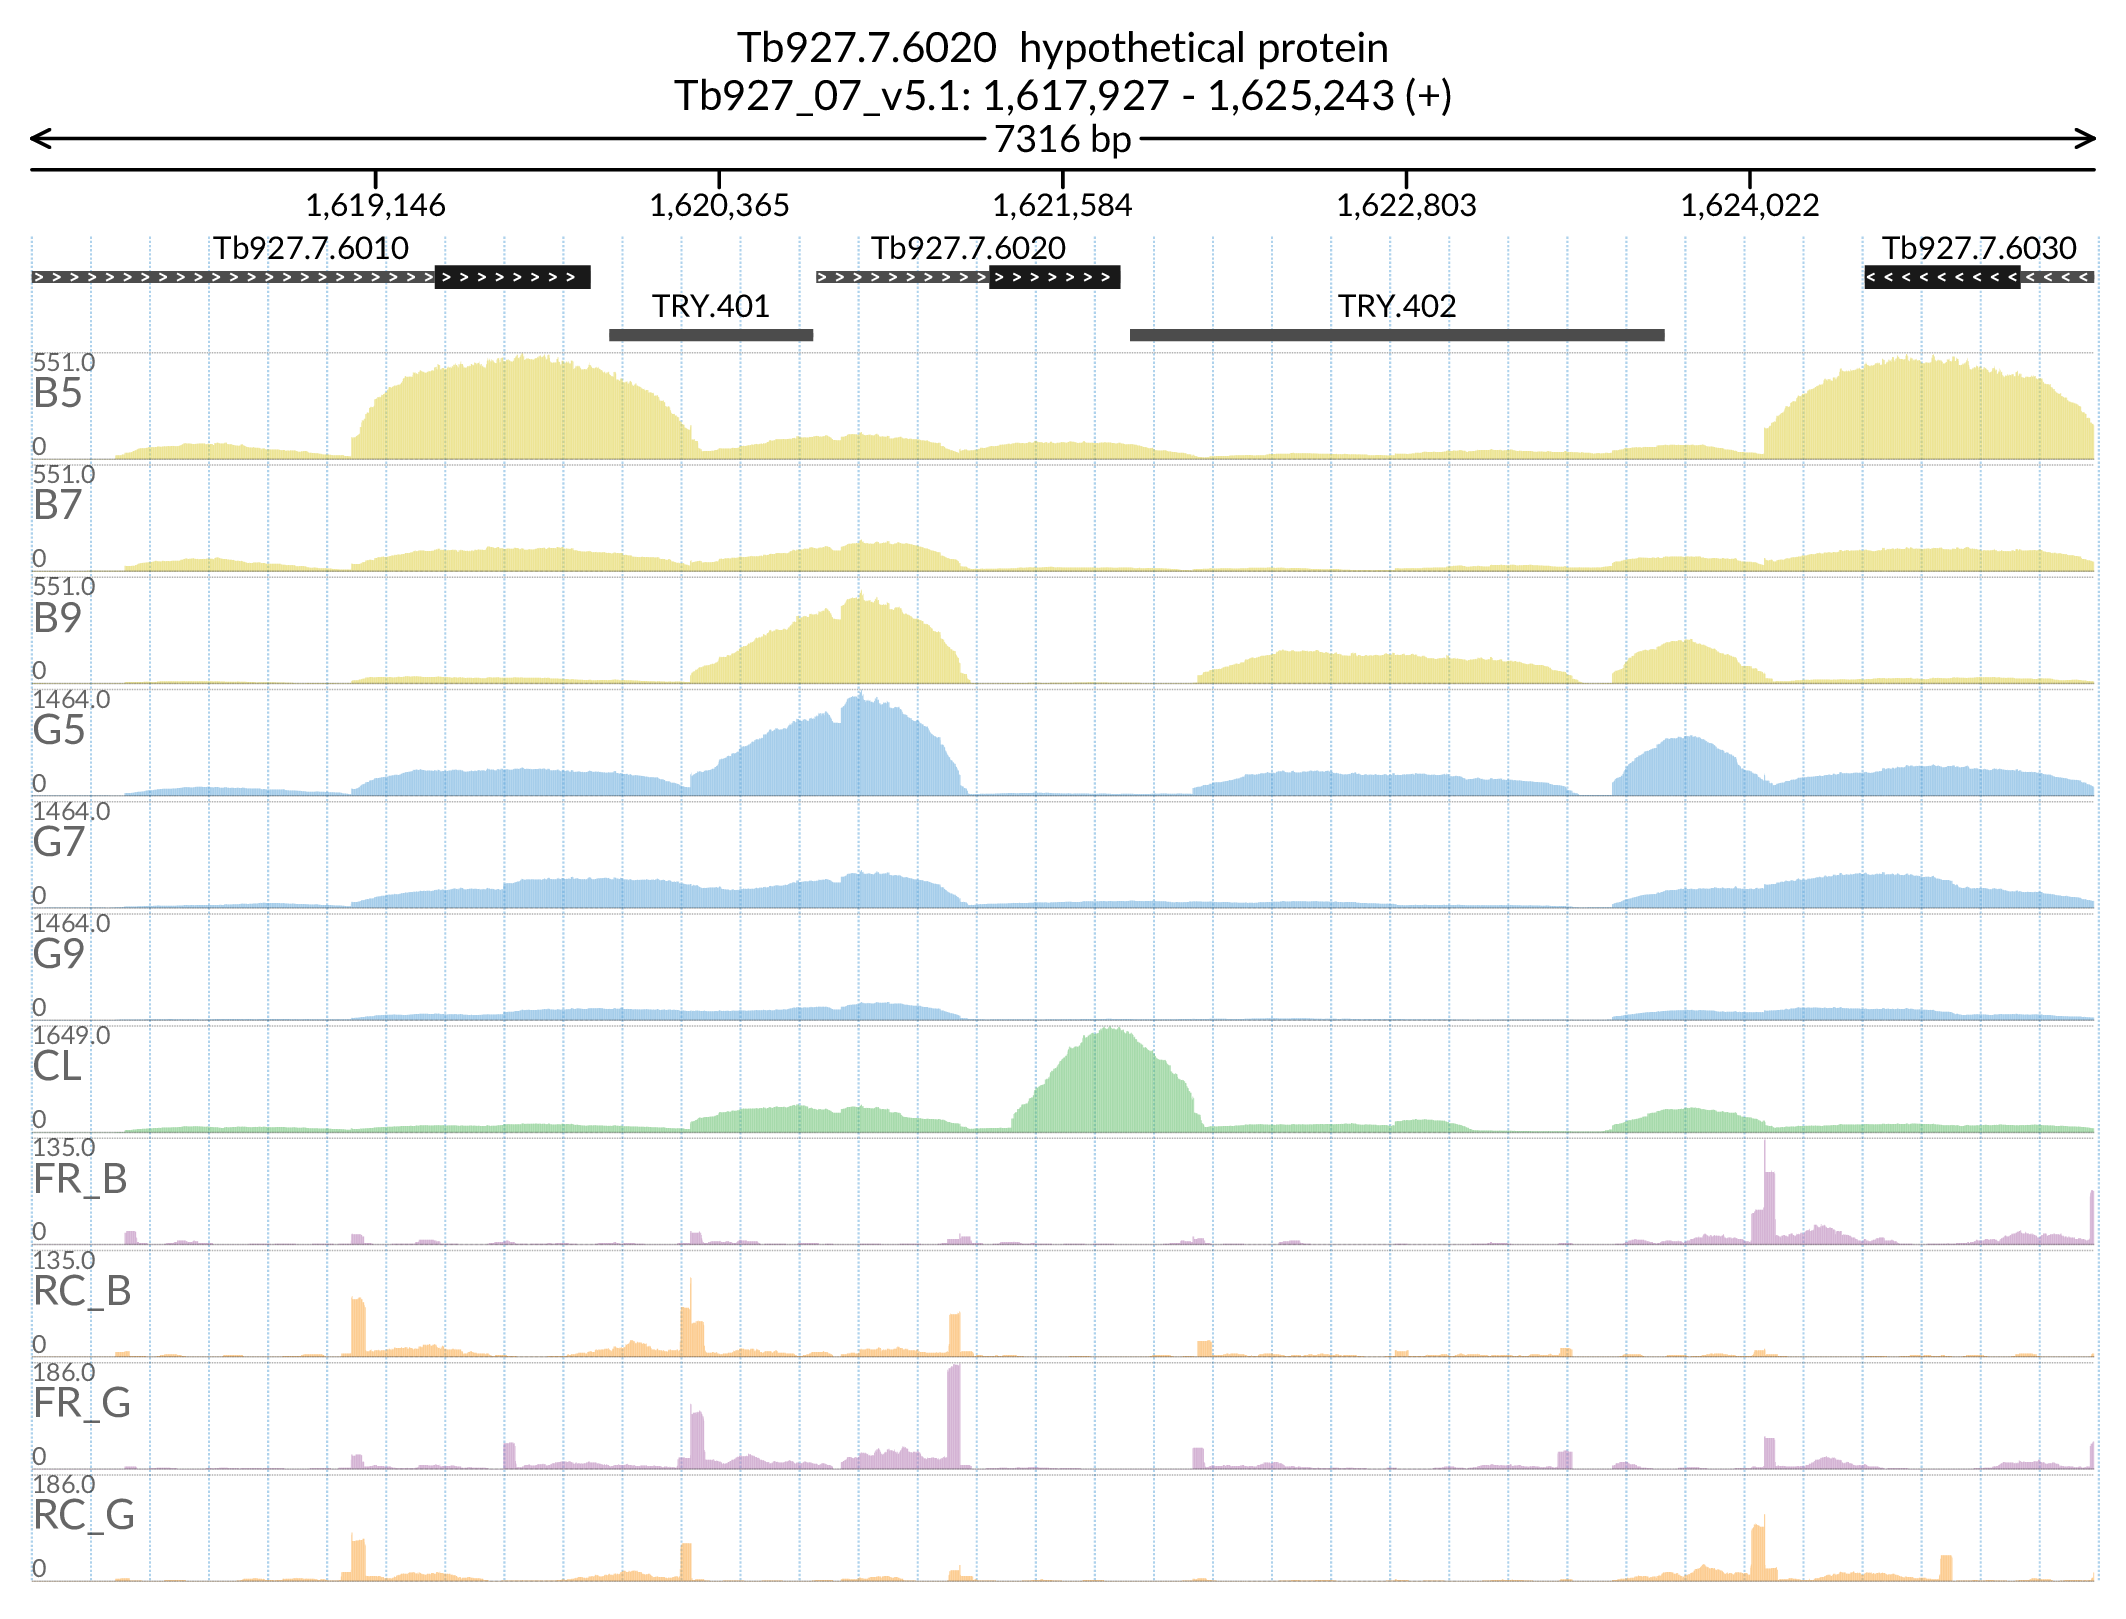 Tb927.7.6020  hypothetical protein
Tb927_07_v5.1: 1,617,927 - 1,625,243 (+)
7316 bp
1,619,146 1,620,365 1,621,584 1,622,803 1,624,022
Tb927.7.6010 Tb927.7.6020 Tb927.7.6030
TRY.401 TRY.402
551.0
B5
0
551.0
B7
0
551.0
B9
0
1464.0
G5
0
1464.0
G7
0
1464.0
G9
0
1649.0
CL
0
135.0
FR_B
0
135.0
RC_B
0
186.0
FR_G
0
186.0
RC_G
0